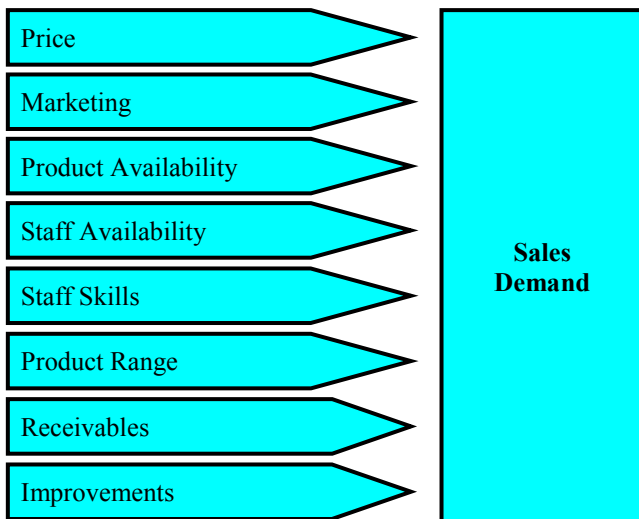 Price
Marketing
Product Availability
Staff Availability
Staff Skills
Product Range
Receivables
Improvements
Sales
Demand